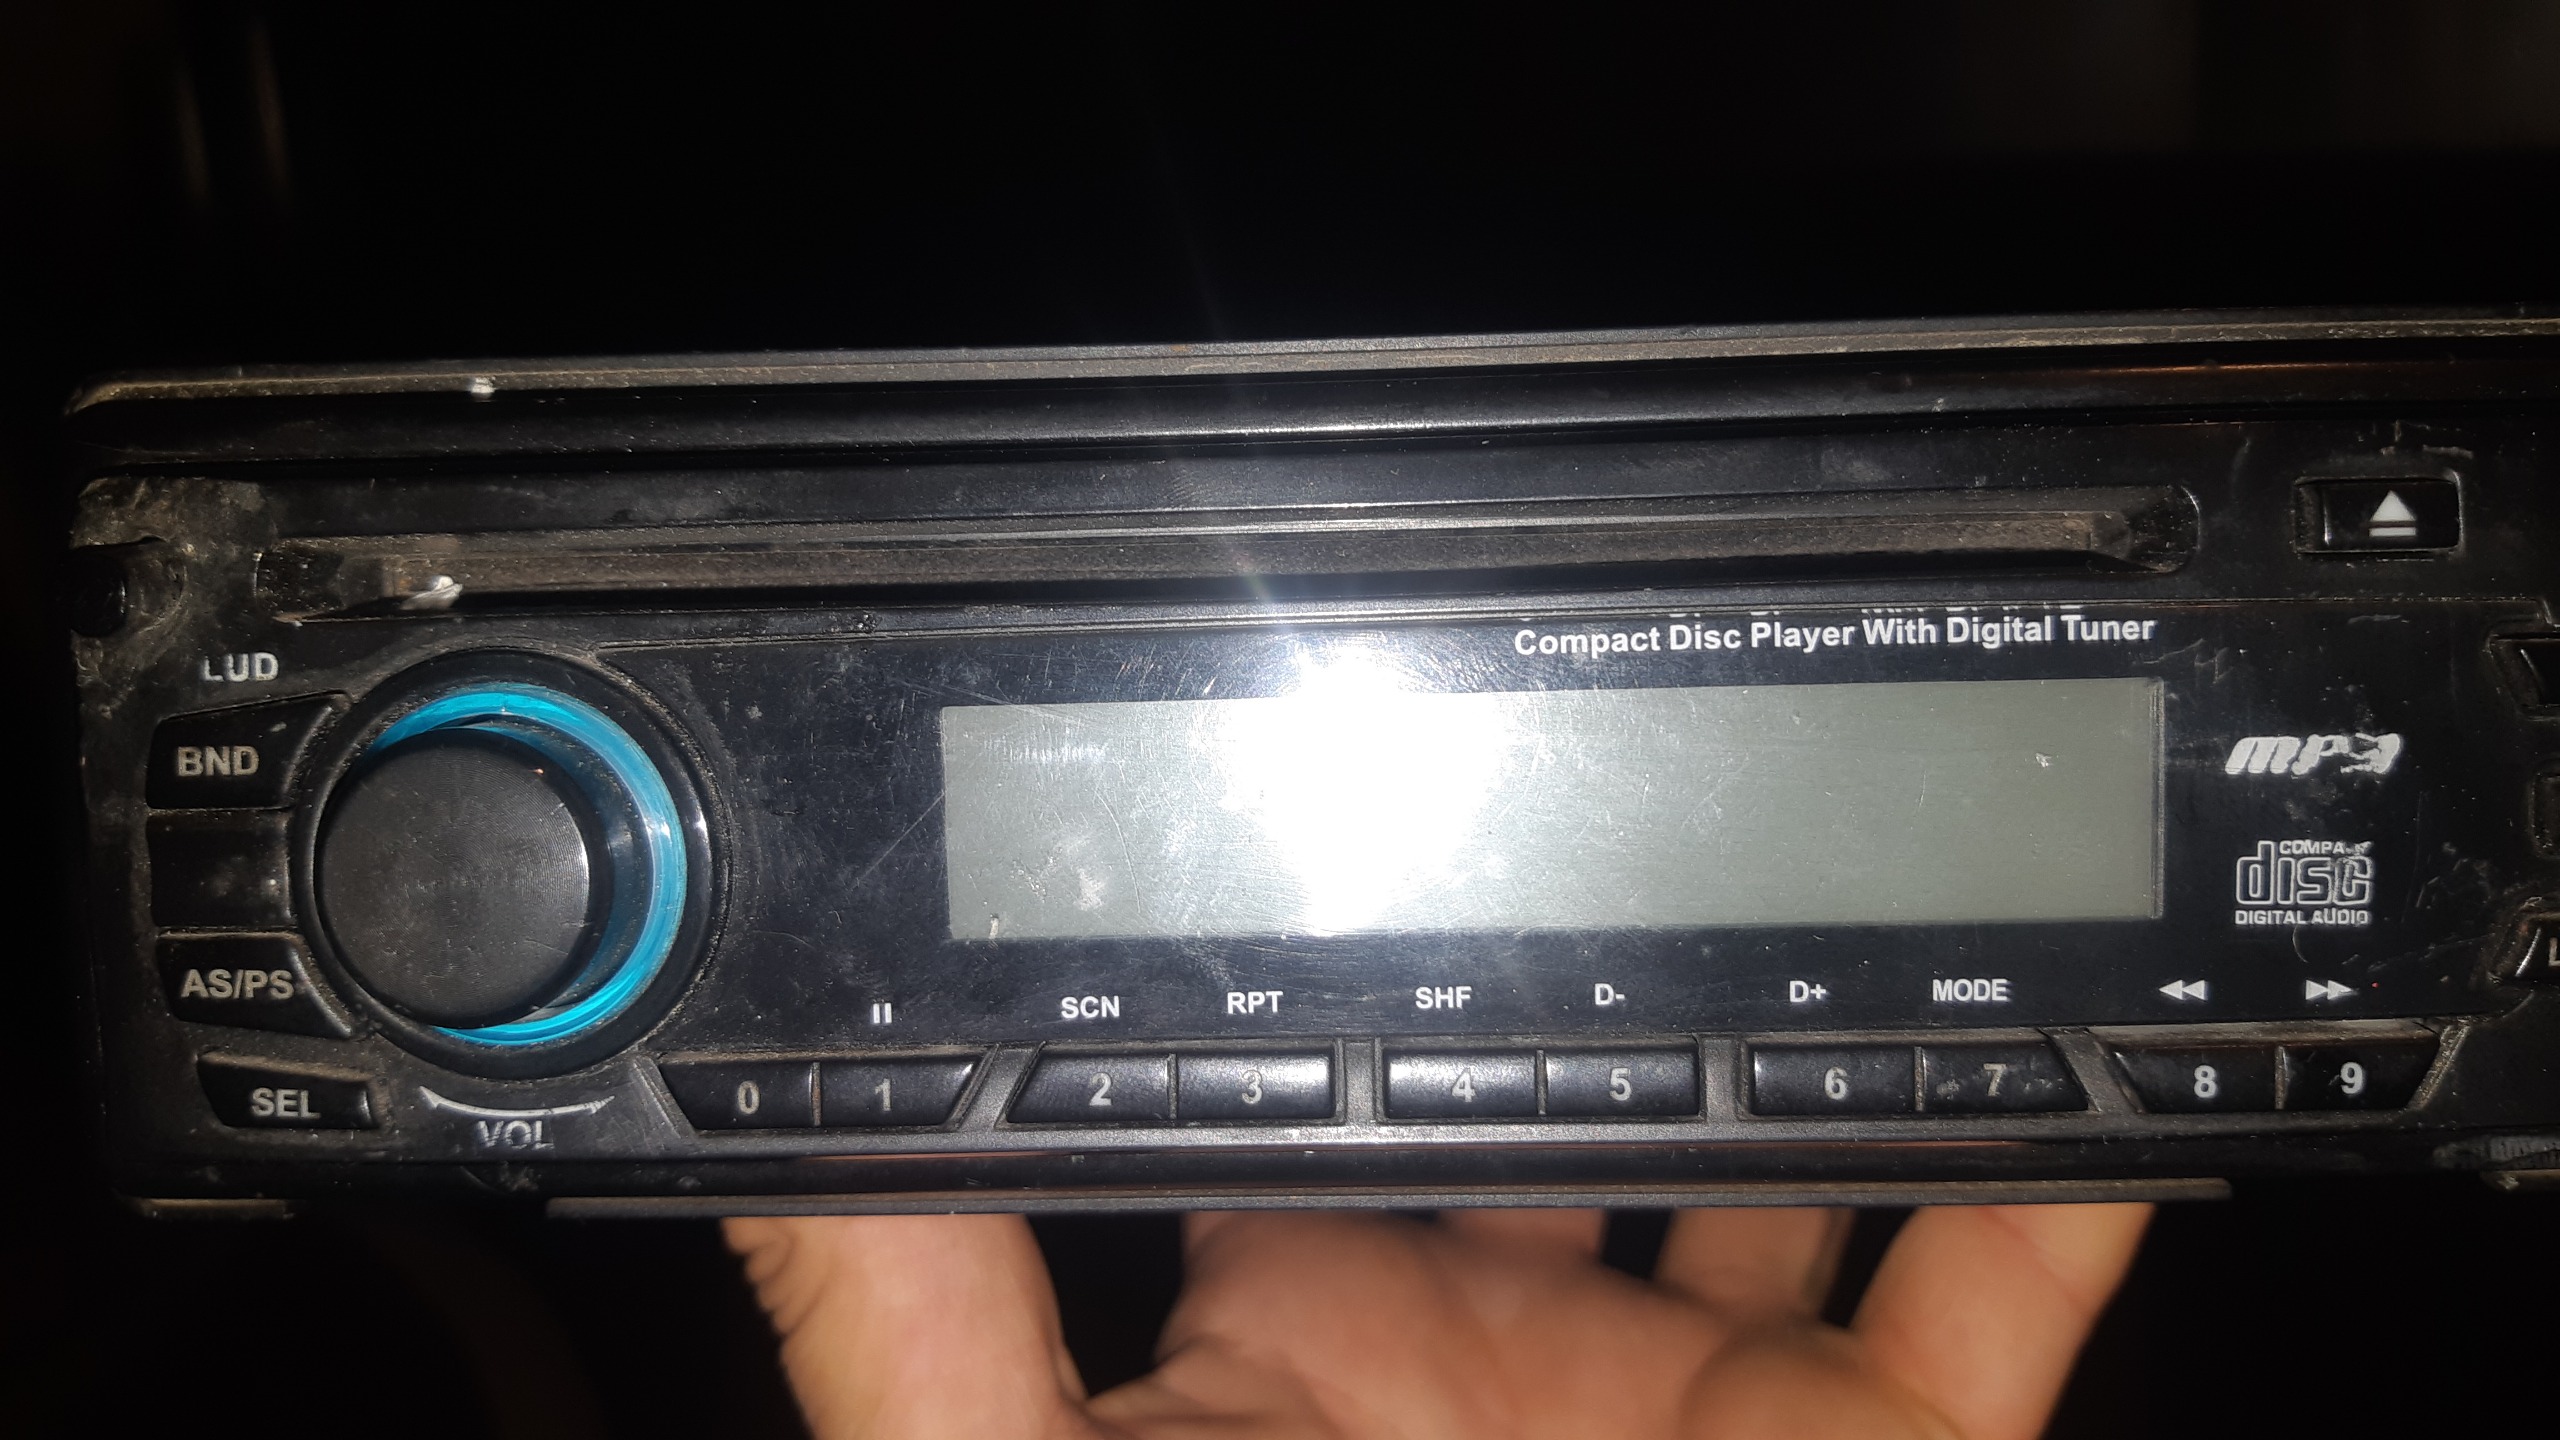 Compact Disc Player With Digital Tuner
LUD
BND
MP3
COMPACT
disc
DIGITAL AUDIO
AS/PS
SCN RPT SHF D- D+ MODE
SEL
0 1 2 3 4 5 6 7 8 9
VOL